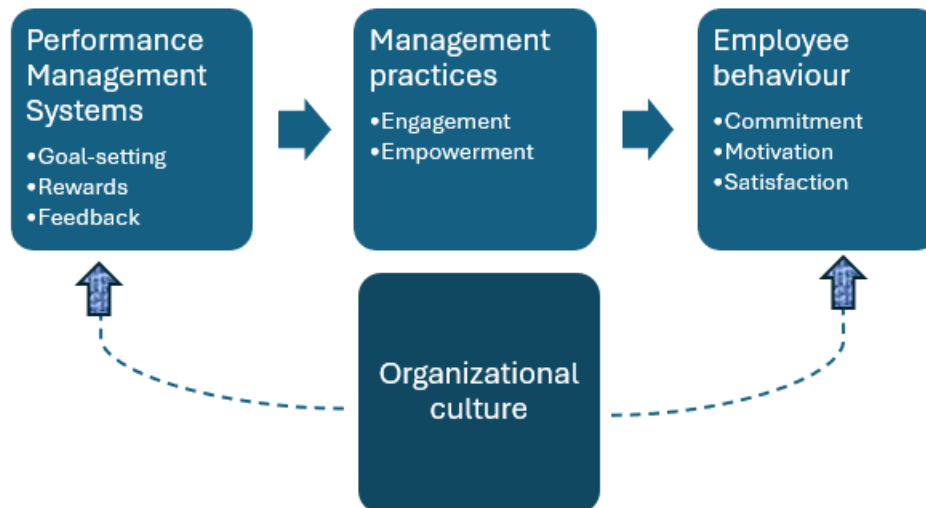 Performance
Management
Systems
•Goal-setting
•Rewards
•Feedback
Management
practices
•Engagement
•Empowerment
Employee
behaviour
•Commitment
•Motivation
•Satisfaction
Organizational
culture